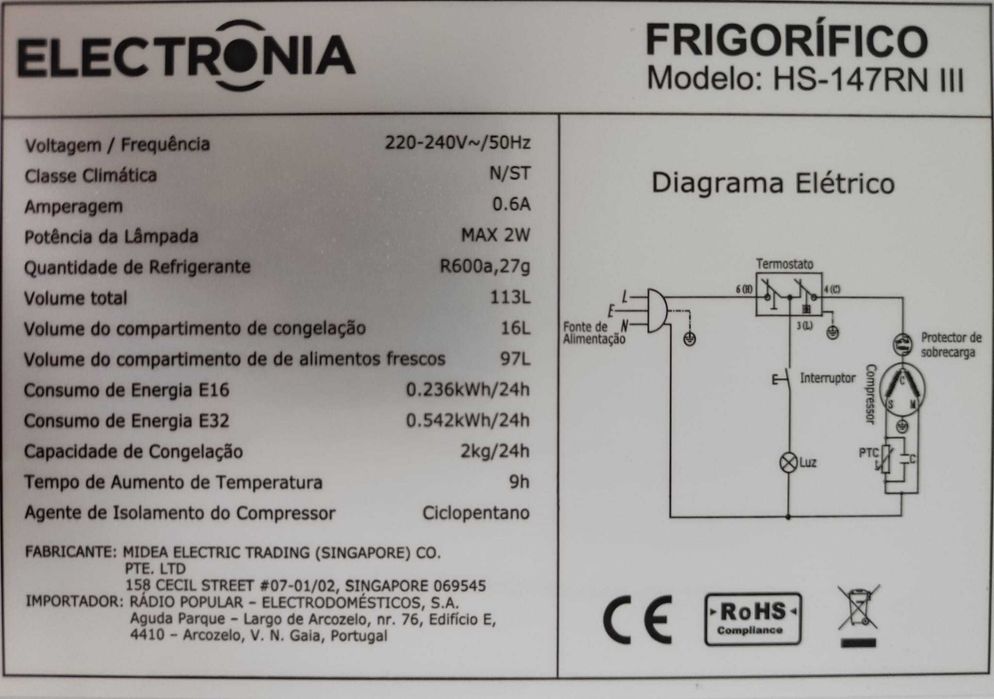 ELECTRONIA
FRIGORÍFICO
Modelo: HS-147RN III
Voltagem / Frequência 220-240V~/50Hz
Classe Climática N/ST
Amperagem 0.6A
Potência da Lâmpada MAX 2W
Quantidade de Refrigerante R600a,27g
Volume total 113L
Volume do compartimento de congelação 16L
Volume do compartimento de de alimentos frescos 97L
Consumo de Energia E16 0.236kWh/24h
Consumo de Energia E32 0.542kWh/24h
Capacidade de Congelação 2kg/24h
Tempo de Aumento de Temperatura 9h
Agente de Isolamento do Compressor Ciclopentano
FABRICANTE: MIDEA ELECTRIC TRADING (SINGAPORE) CO.
PTE. LTD
158 CECIL STREET #07-01/02, SINGAPORE 069545
IMPORTADOR: RÁDIO POPULAR – ELECTRODOMÉSTICOS, S.A.
Aguda Parque – Largo de Arcozelo, nr. 76, Edifício E,
4410 – Arcozelo, V. N. Gaia, Portugal
Diagrama Elétrico
Termostato
6(H)
4(C)
3(L)
L
E
N
Fonte de
Alimentação
Interruptor
Luz
Protector de
sobrecarga
Compressor
C
S M
PTC
C
CE
RoHS
Compliance